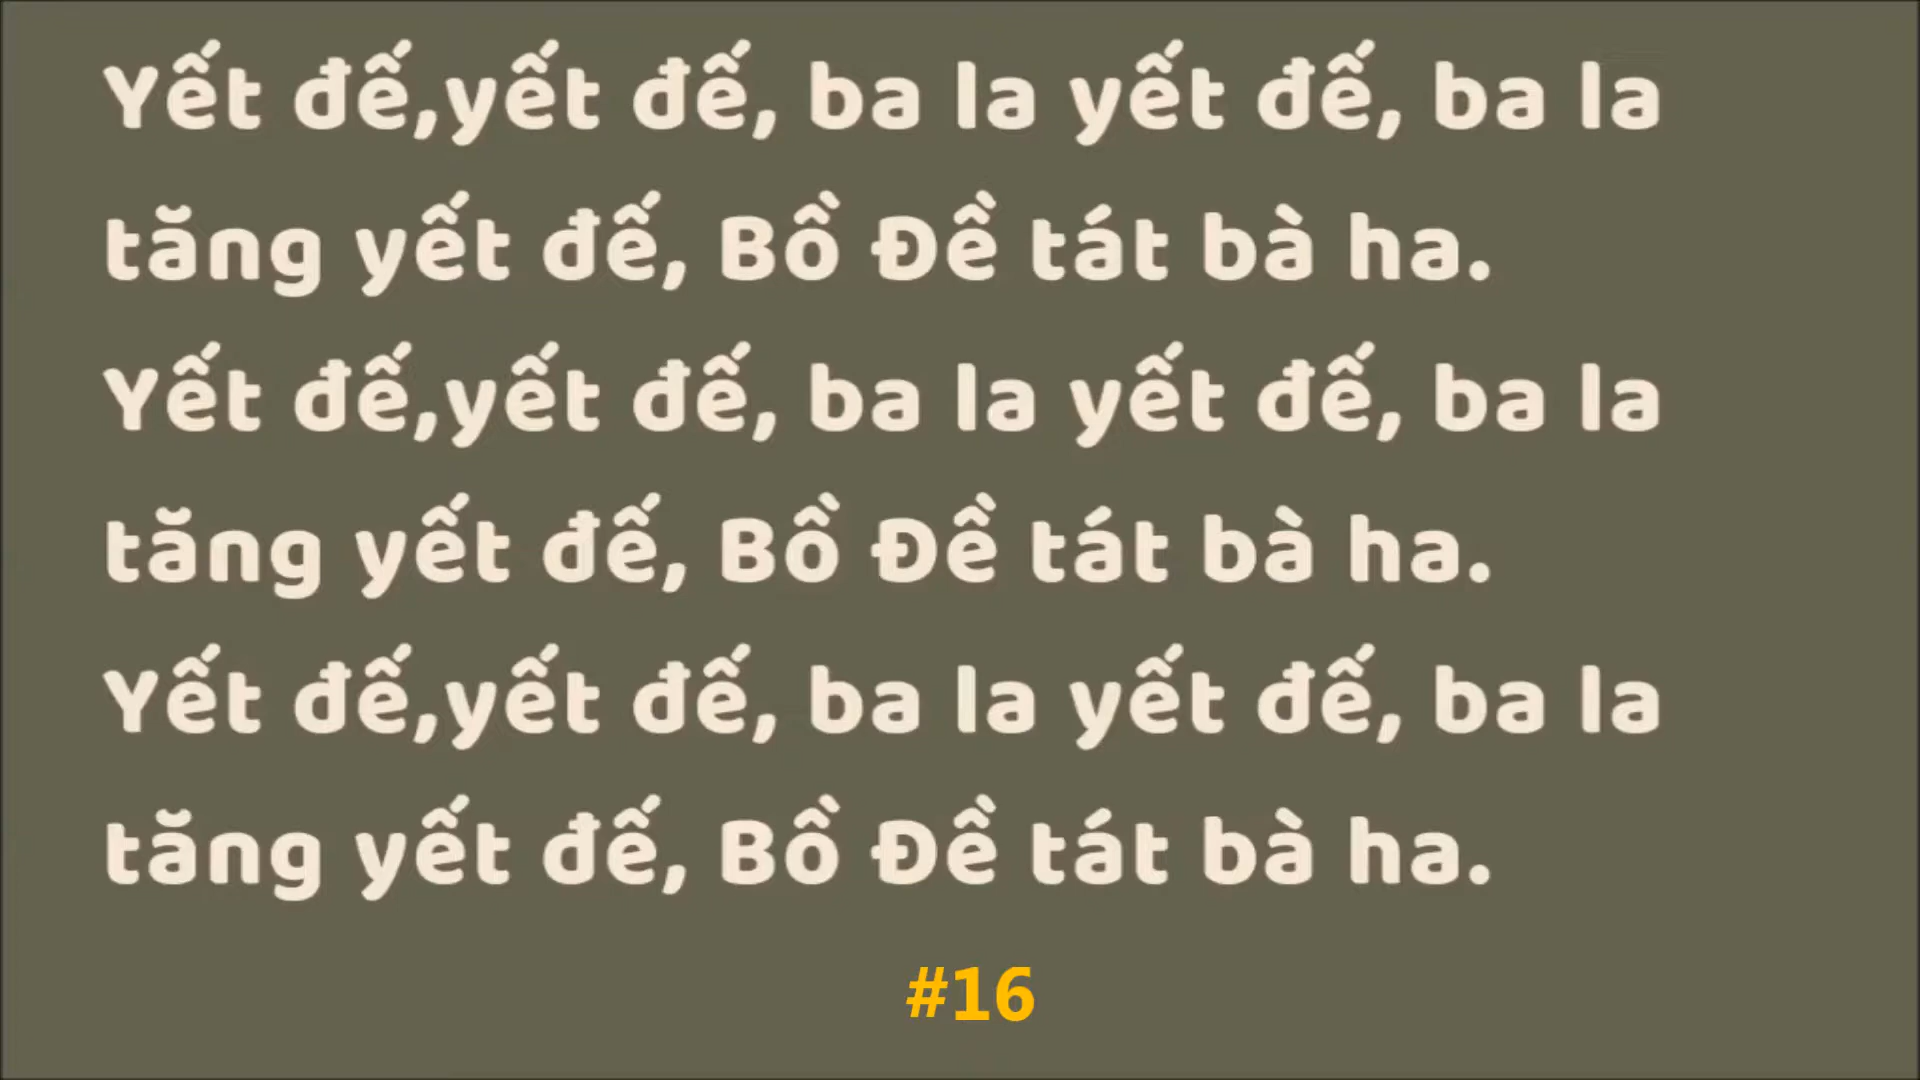 Yết đế,yết đế, ba la yết đế, ba la
tăng yết đế, Bồ Đề tát bà ha.
Yết đế,yết đế, ba la yết đế, ba la
tăng yết đế, Bồ Đề tát bà ha.
Yết đế,yết đế, ba la yết đế, ba la
tăng yết đế, Bồ Đề tát bà ha.
#16